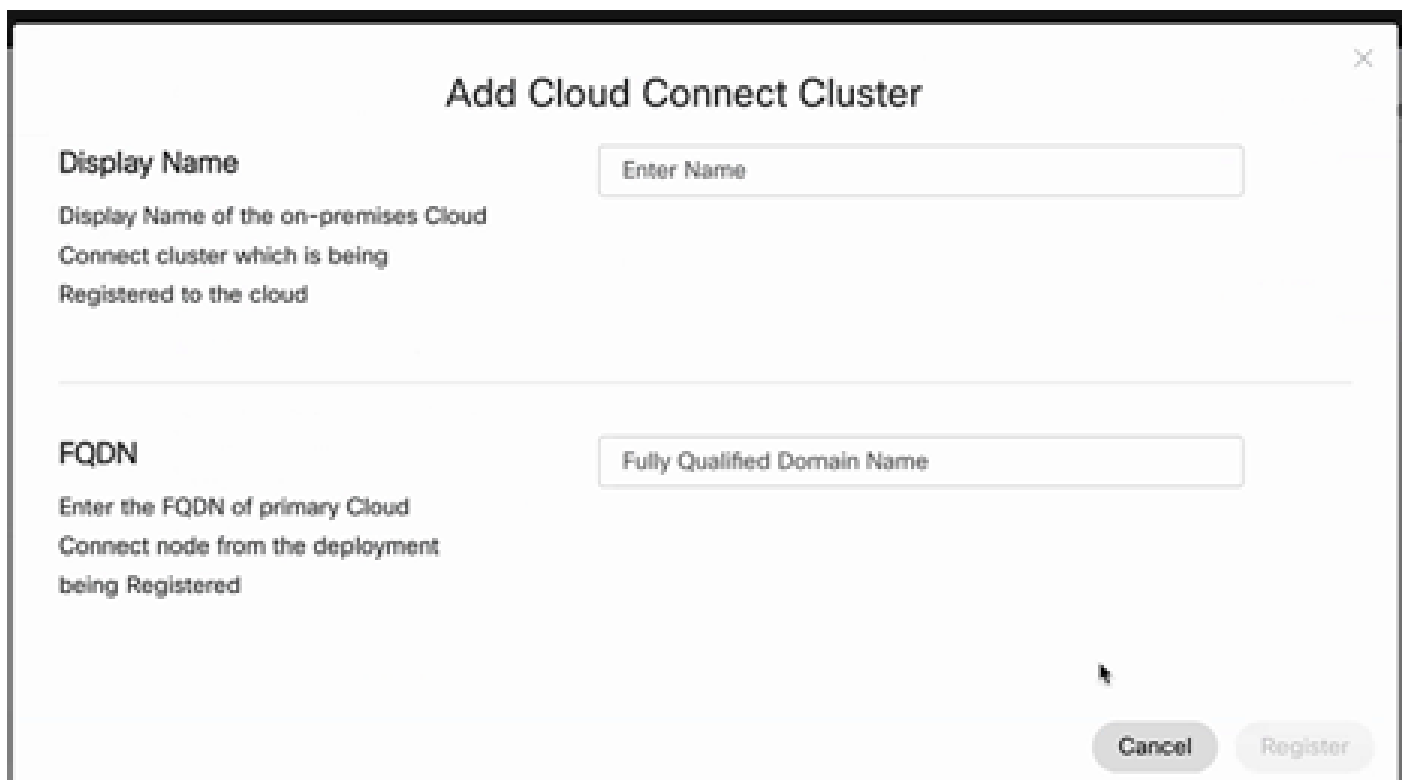 Add Cloud Connect Cluster
Display Name
Enter Name
Display Name of the on-premises Cloud
Connect cluster which is being
Registered to the cloud
FQDN
Fully Qualified Domain Name
Enter the FQDN of primary Cloud
Connect node from the deployment
being Registered
Cancel
Register